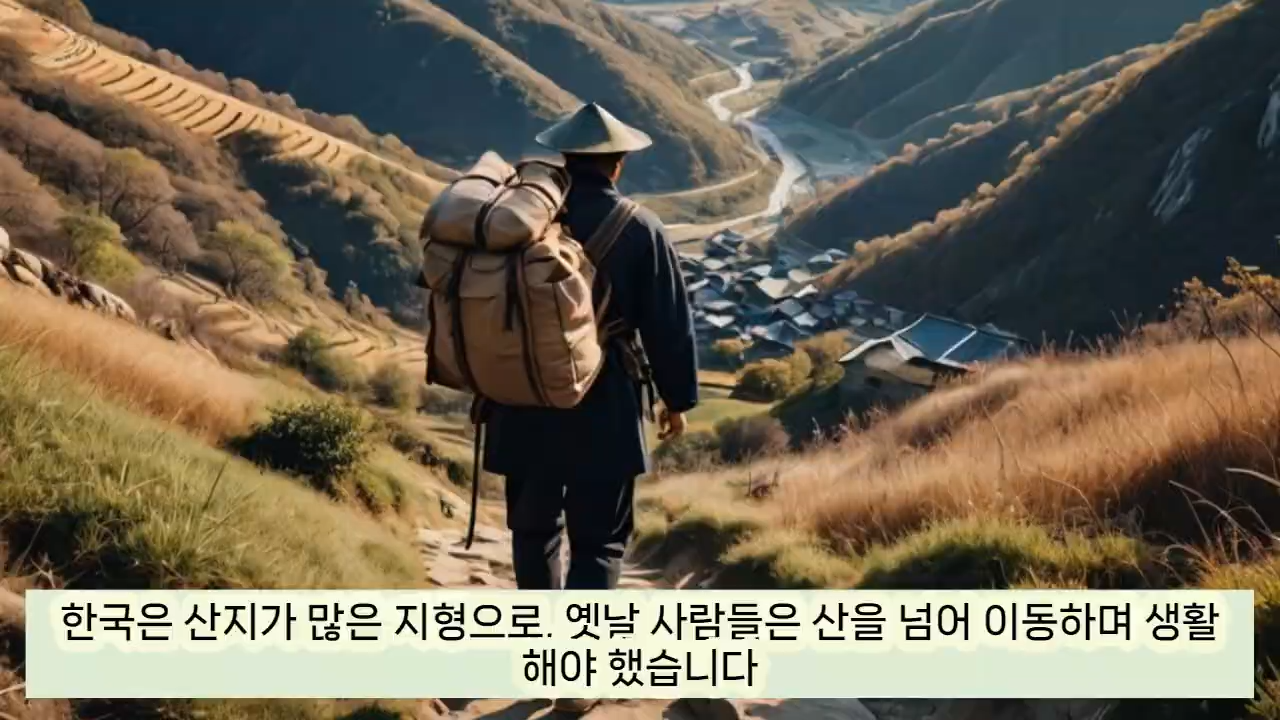 한국은 산지가 많은 지형으로. 옛날 사람들은 산을 넘어 이동하며 생활
해야 했습니다